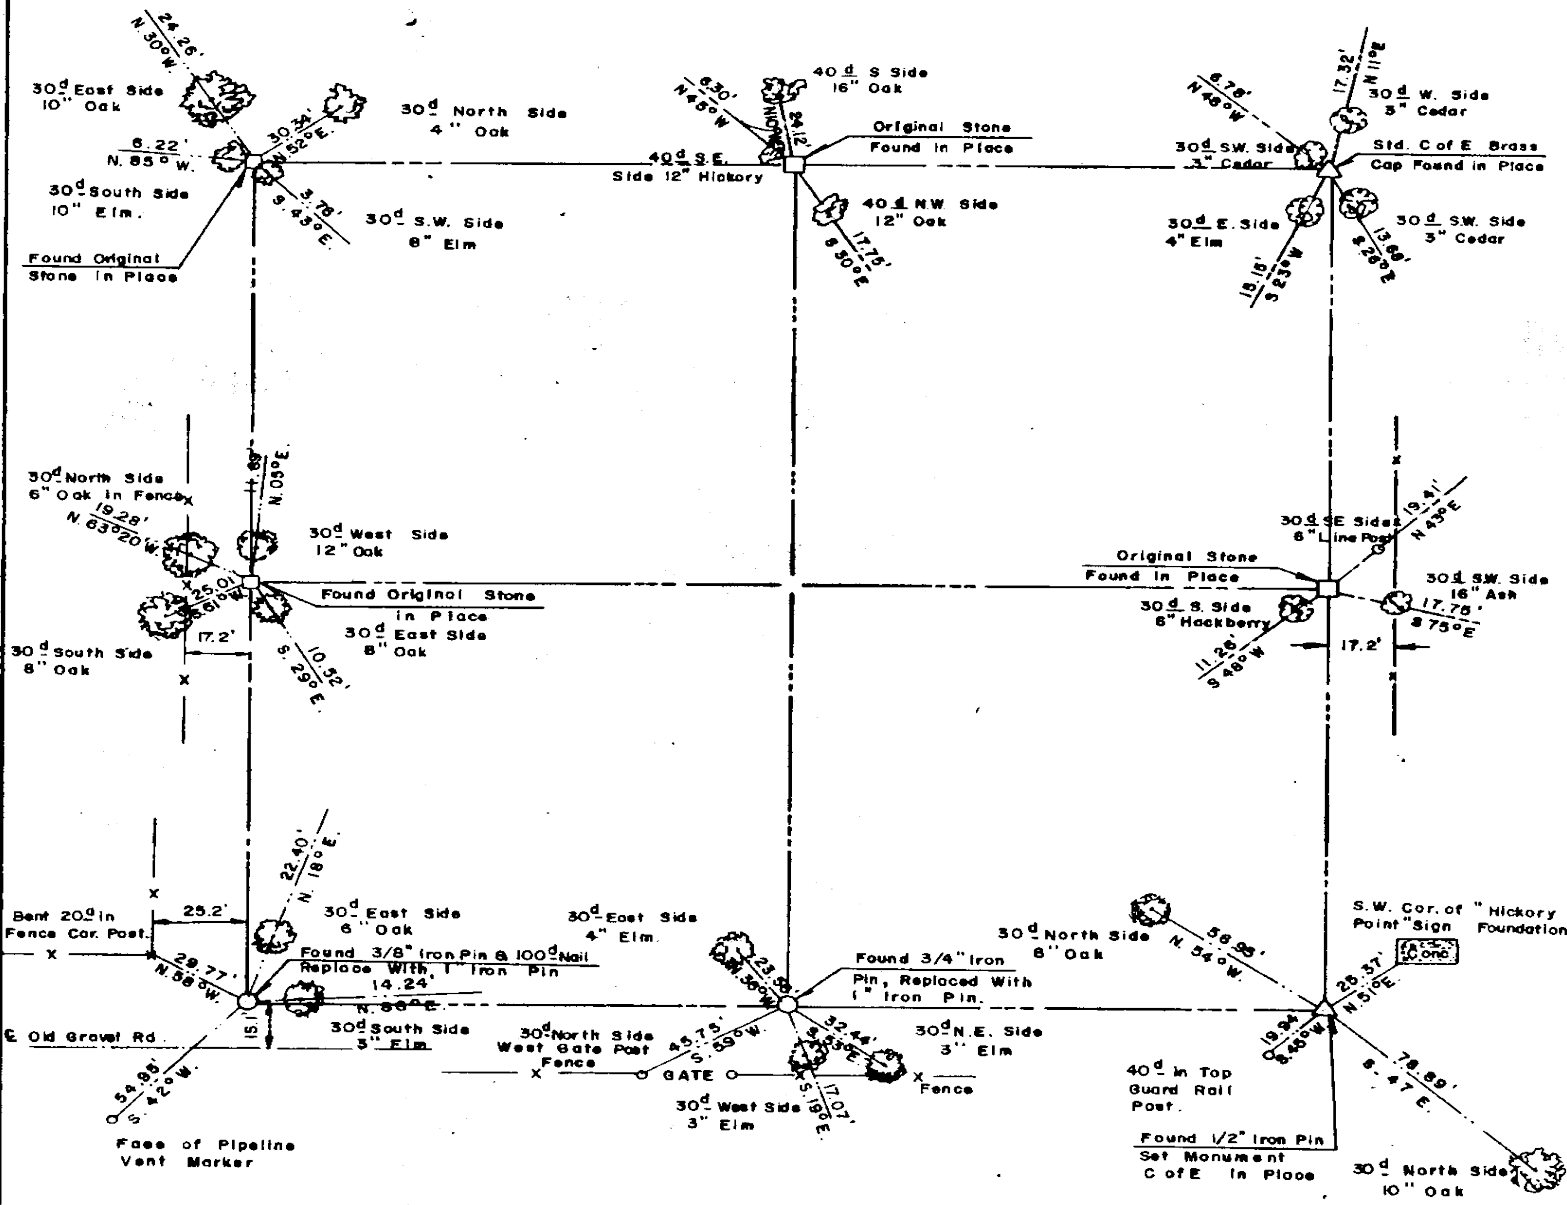 24.26'
N. 30° W.
30d East Side
10" Oak
30.34'
N. 52° E.
30d North Side
4" Oak
6.22'
N. 85° W.
30d South Side
10" Elm.
3.78'
S. 43° E.
30d S.W. Side
8" Elm
Found Original
Stone in Place
6.30'
N 45° W
40d S Side
16" Oak
24.12'
Original Stone
Found in Place
40d S.E.
Side 12" Hickory
40d N.W. Side
12" Oak
17.75'
S 30° E
6.78'
N 48° W
17.32'
N 11° E
30d W. Side
3" Cedar
30d S.W. Side
3" Cedar
Std. C of E Brass
Cap Found in Place
30d E. Side
4" Elm
15.15'
S 23° W
30d S.W. Side
3" Cedar
13.68'
S. 26° E
30d North Side
6" Oak in Fence
19.28'
N. 63° 20' W.
N. 05° E.
30d West Side
12" Oak
25.01
S. 61° W.
17.2'
30d South Side
8" Oak
Found Original Stone
in Place
30d East Side
8" Oak
10.52'
S. 29° E.
Original Stone
Found in Place
30d SE Side
6" Line Post
19.41'
N 43° E
30d S.W. Side
16" Ash
17.75'
S 75° E
30d S. Side
6" Hackberry
11.26'
S 48° W
17.2'
22.40'
N. 18° E.
Bent 20d in
Fence Cor. Post.
25.2'
30d East Side
6" Oak
29.77'
N. 58° W.
Found 3/8" Iron Pin & 100d Nail
Replace With 1" Iron Pin
14.24'
N. 88° E.
15.1
30d South Side
3" Elm
℄ Old Gravel Rd.
54.85'
S. 42° W.
Face of Pipeline
Vent Marker
30d East Side
4" Elm.
N. 36° W.
Found 3/4" Iron
Pin, Replaced With
1" Iron Pin.
30d North Side
West Gate Post
Fence
45.75'
S. 59° W.
32.44'
30d N.E. Side
3" Elm
GATE
Fence
30d West Side
3" Elm
17.07'
S. 19° E.
30d North Side
8" Oak
56.95'
N. 54° W.
S.W. Cor. of "Hickory
Point" Sign Foundation
Conc.
25.37'
N. 51° E.
19.94'
S. 45° W.
40d in Top
Guard Rail
Post.
78.89'
S. 47 E.
Found 1/2" Iron Pin
Set Monument
C of E in Place
30d North Side
10" Oak